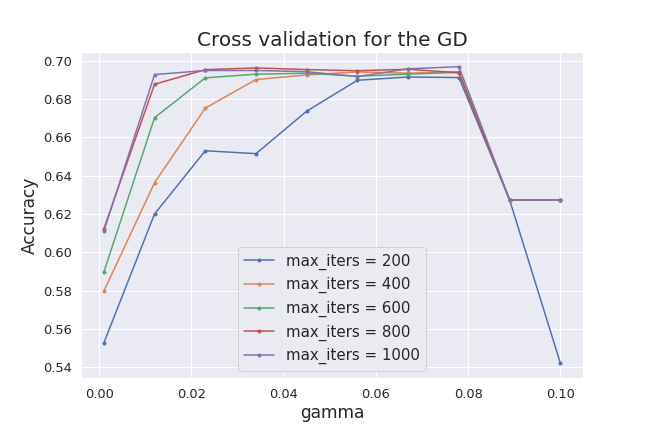 Cross validation for the GD
Accuracy
0.70
0.68
0.66
0.64
0.62
0.60
0.58
0.56
0.54
max_iters = 200
max_iters = 400
max_iters = 600
max_iters = 800
max_iters = 1000
0.00 0.02 0.04 0.06 0.08 0.10
gamma